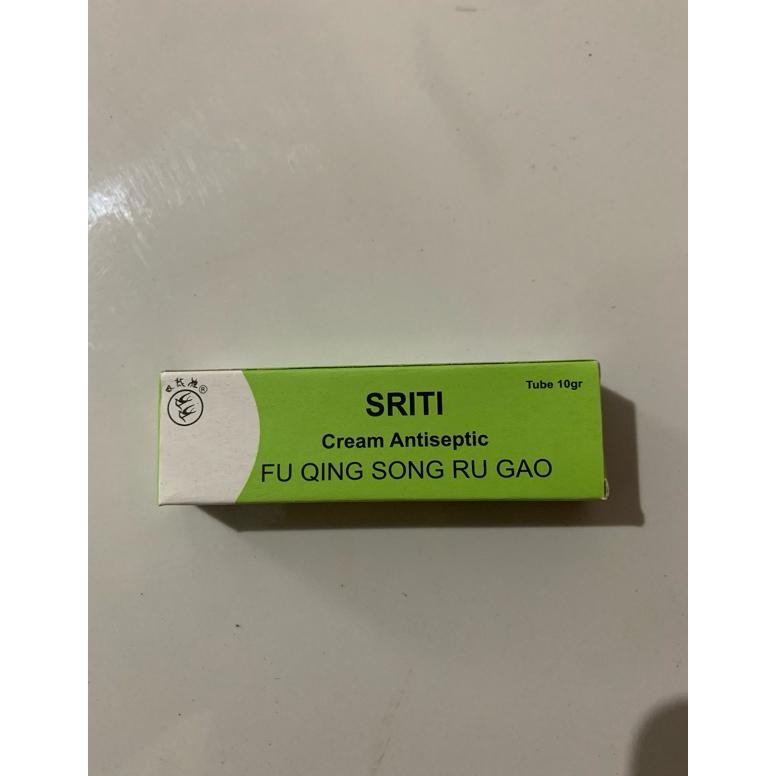 Tube 10gr
SRITI
Cream Antiseptic
FU QING SONG RU GAO
®